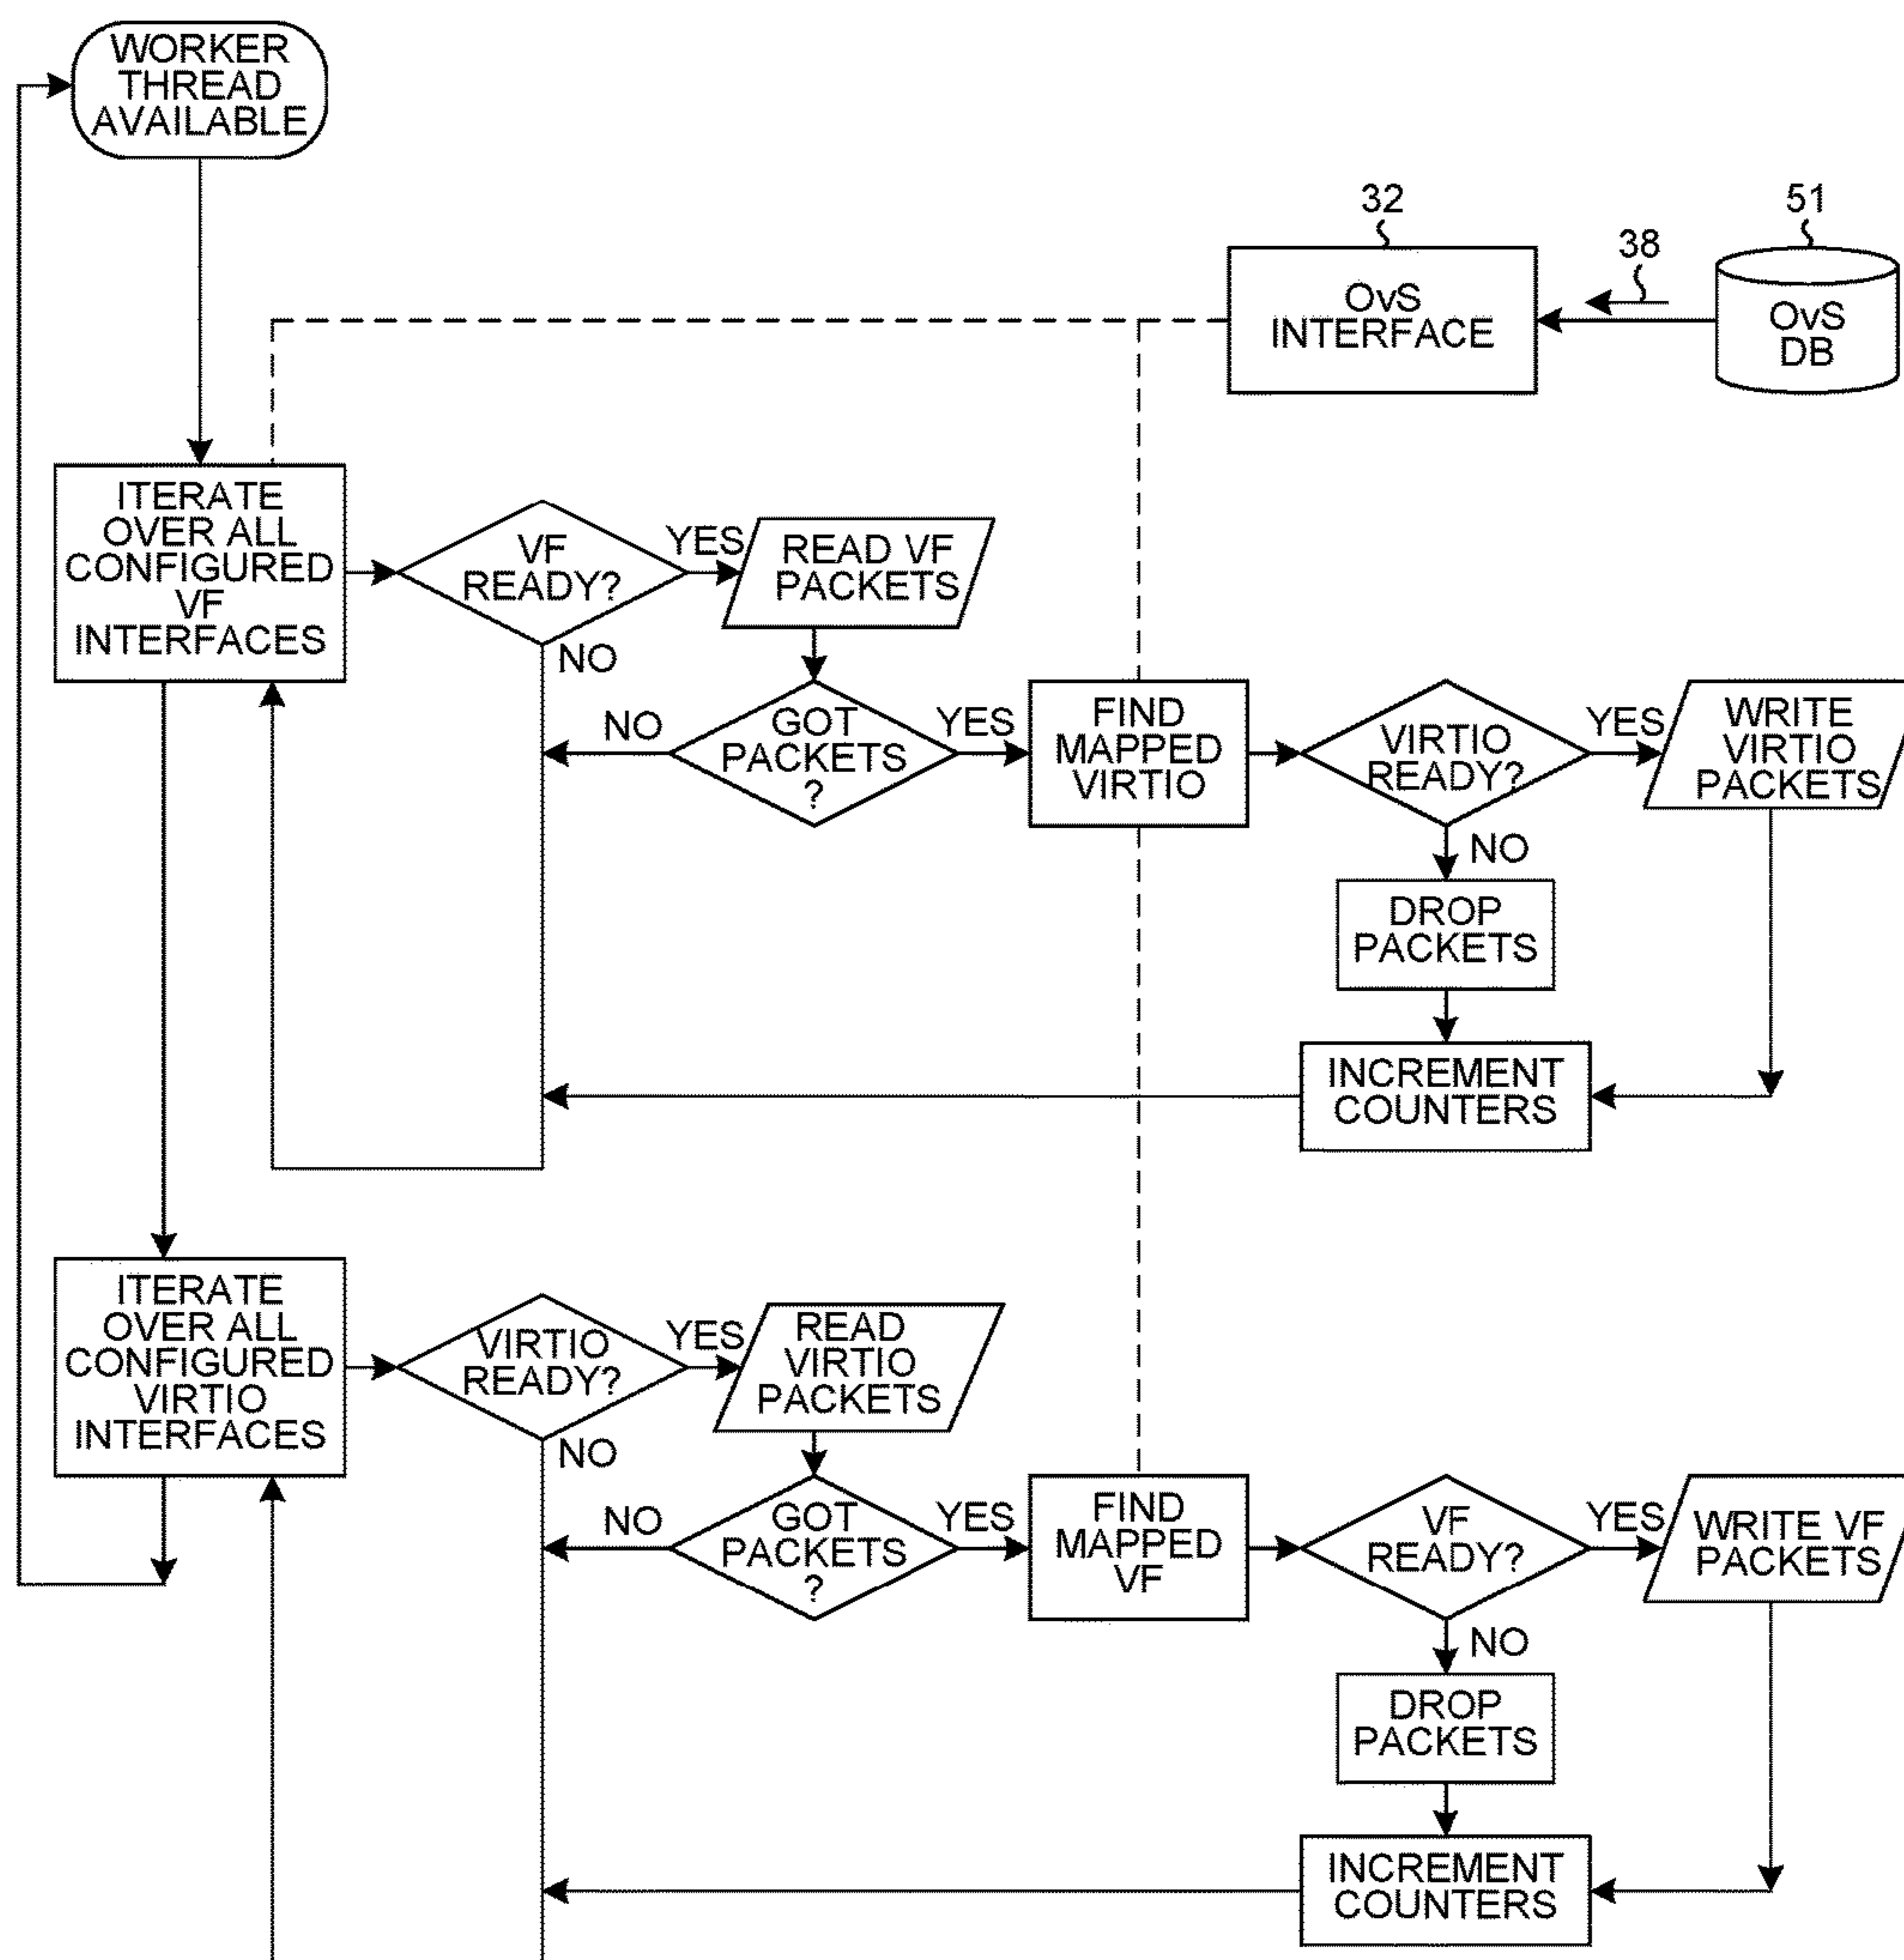 WORKER
THREAD
AVAILABLE
32
51
38
OvS
INTERFACE
OvS
DB
ITERATE
OVER ALL
CONFIGURED
VF
INTERFACES
VF
READY?
YES
READ VF
PACKETS
NO
NO
GOT
PACKETS
?
YES
FIND
MAPPED
VIRTIO
VIRTIO
READY?
YES
WRITE
VIRTIO
PACKETS
NO
DROP
PACKETS
INCREMENT
COUNTERS
ITERATE
OVER ALL
CONFIGURED
VIRTIO
INTERFACES
VIRTIO
READY?
YES
READ
VIRTIO
PACKETS
NO
NO
GOT
PACKETS
?
YES
FIND
MAPPED
VF
VF
READY?
YES
WRITE VF
PACKETS
NO
DROP
PACKETS
INCREMENT
COUNTERS